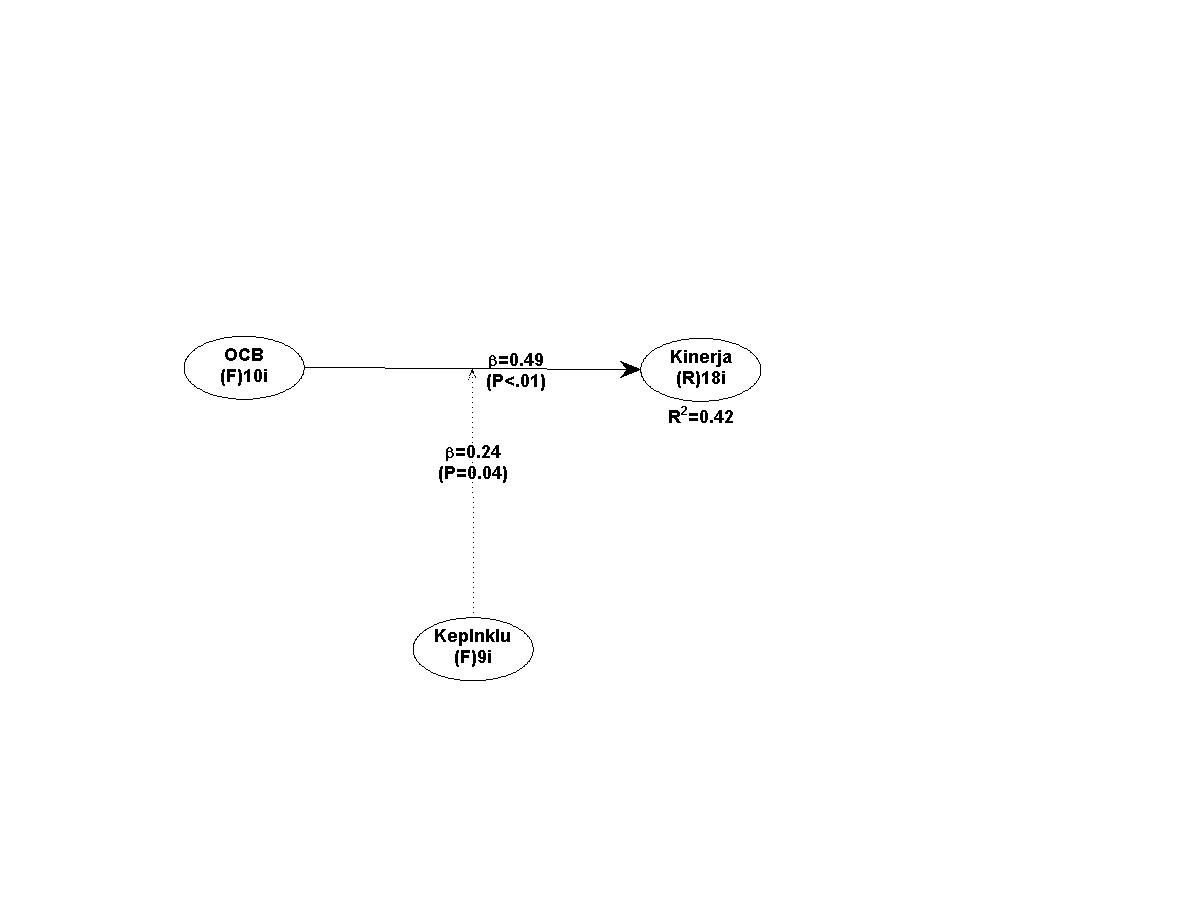 OCB
(F)10i
β=0.49
(P<.01)
Kinerja
(R)18i
R²=0.42
β=0.24
(P=0.04)
KepInklu
(F)9i